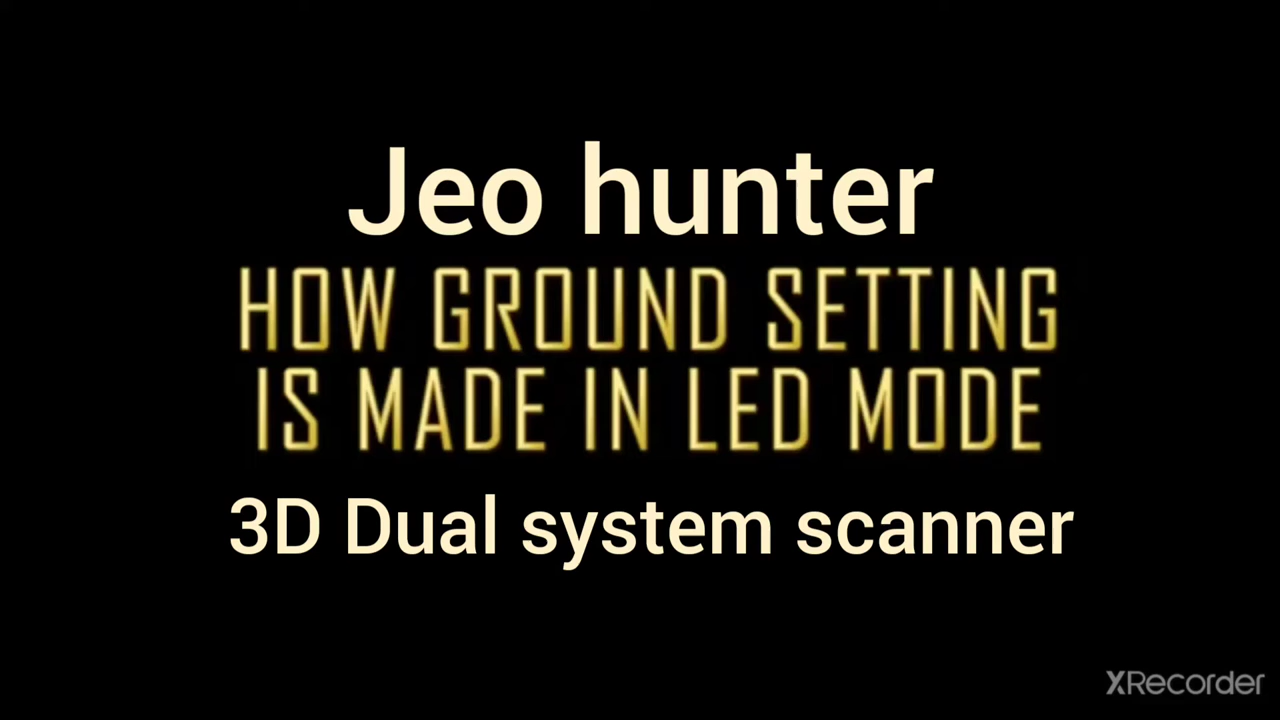 Jeo hunter
HOW GROUND SETTING
IS MADE IN LED MODE
3D Dual system scanner
XRecorder